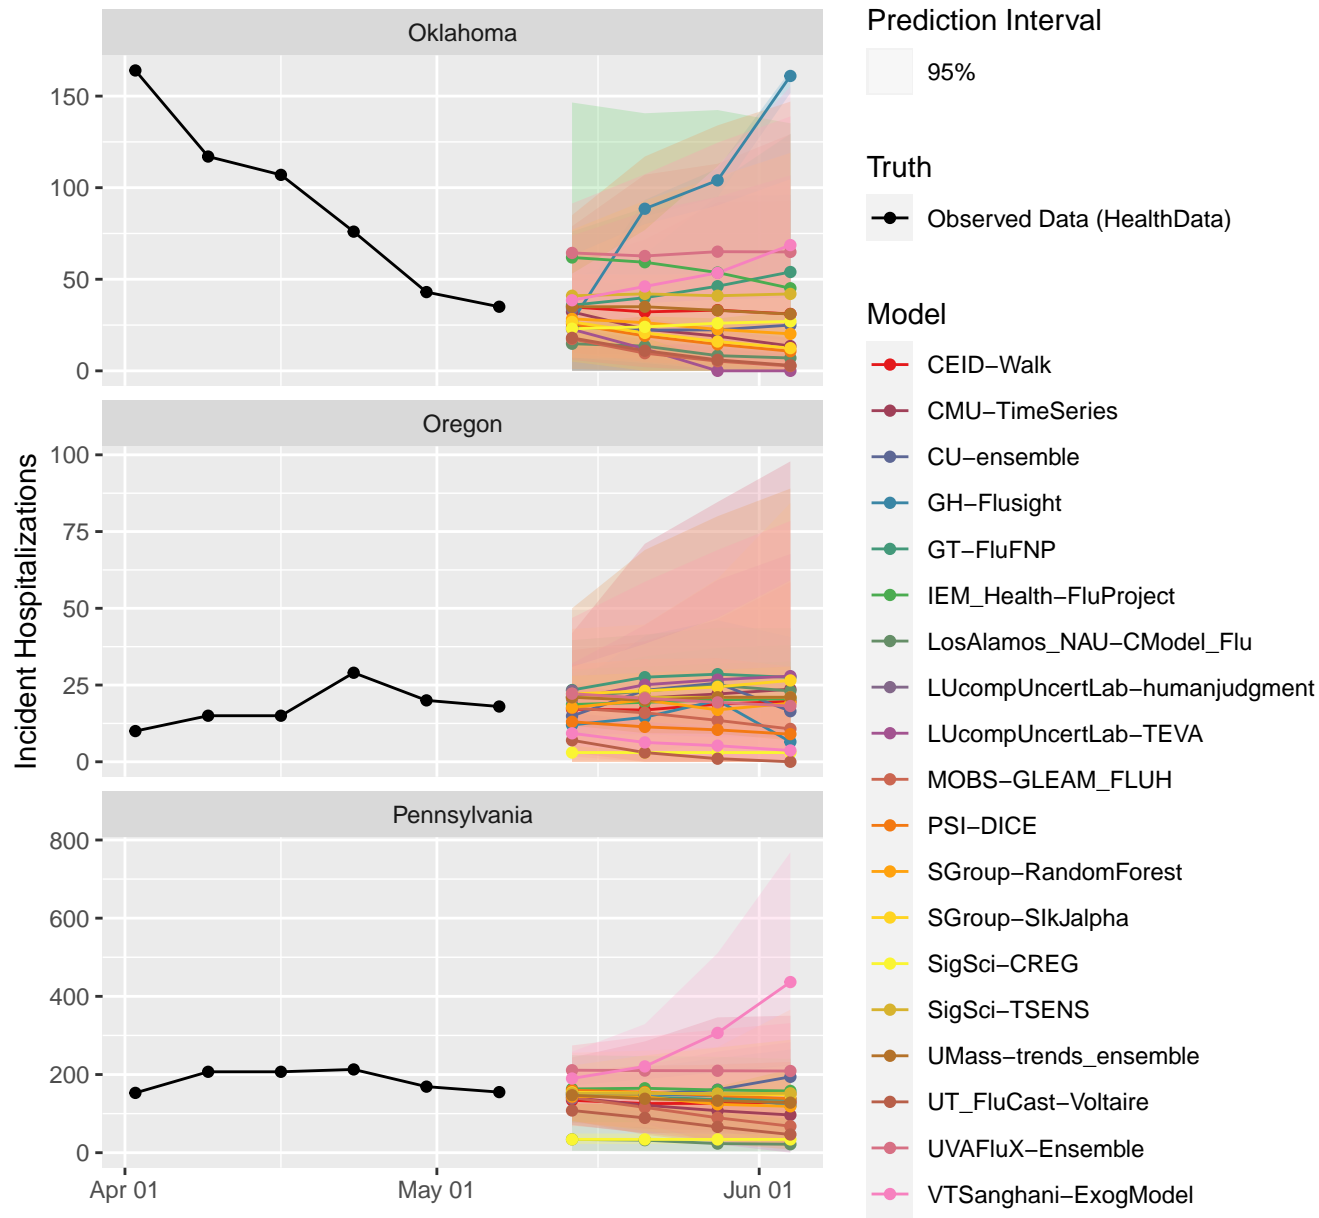 Oklahoma
150
100
50
0
Oregon
100
75
50
25
0
Pennsylvania
800
600
400
200
0
Apr 01
May 01
Jun 01
Incident Hospitalizations
Prediction Interval
95%
Truth
Observed Data (HealthData)
Model
CEID−Walk
CMU−TimeSeries
CU−ensemble
GH−Flusight
GT−FluFNP
IEM_Health−FluProject
LosAlamos_NAU−CModel_Flu
LUcompUncertLab−humanjudgment
LUcompUncertLab−TEVA
MOBS−GLEAM_FLUH
PSI−DICE
SGroup−RandomForest
SGroup−SIkJalpha
SigSci−CREG
SigSci−TSENS
UMass−trends_ensemble
UT_FluCast−Voltaire
UVAFluX−Ensemble
VTSanghani−ExogModel